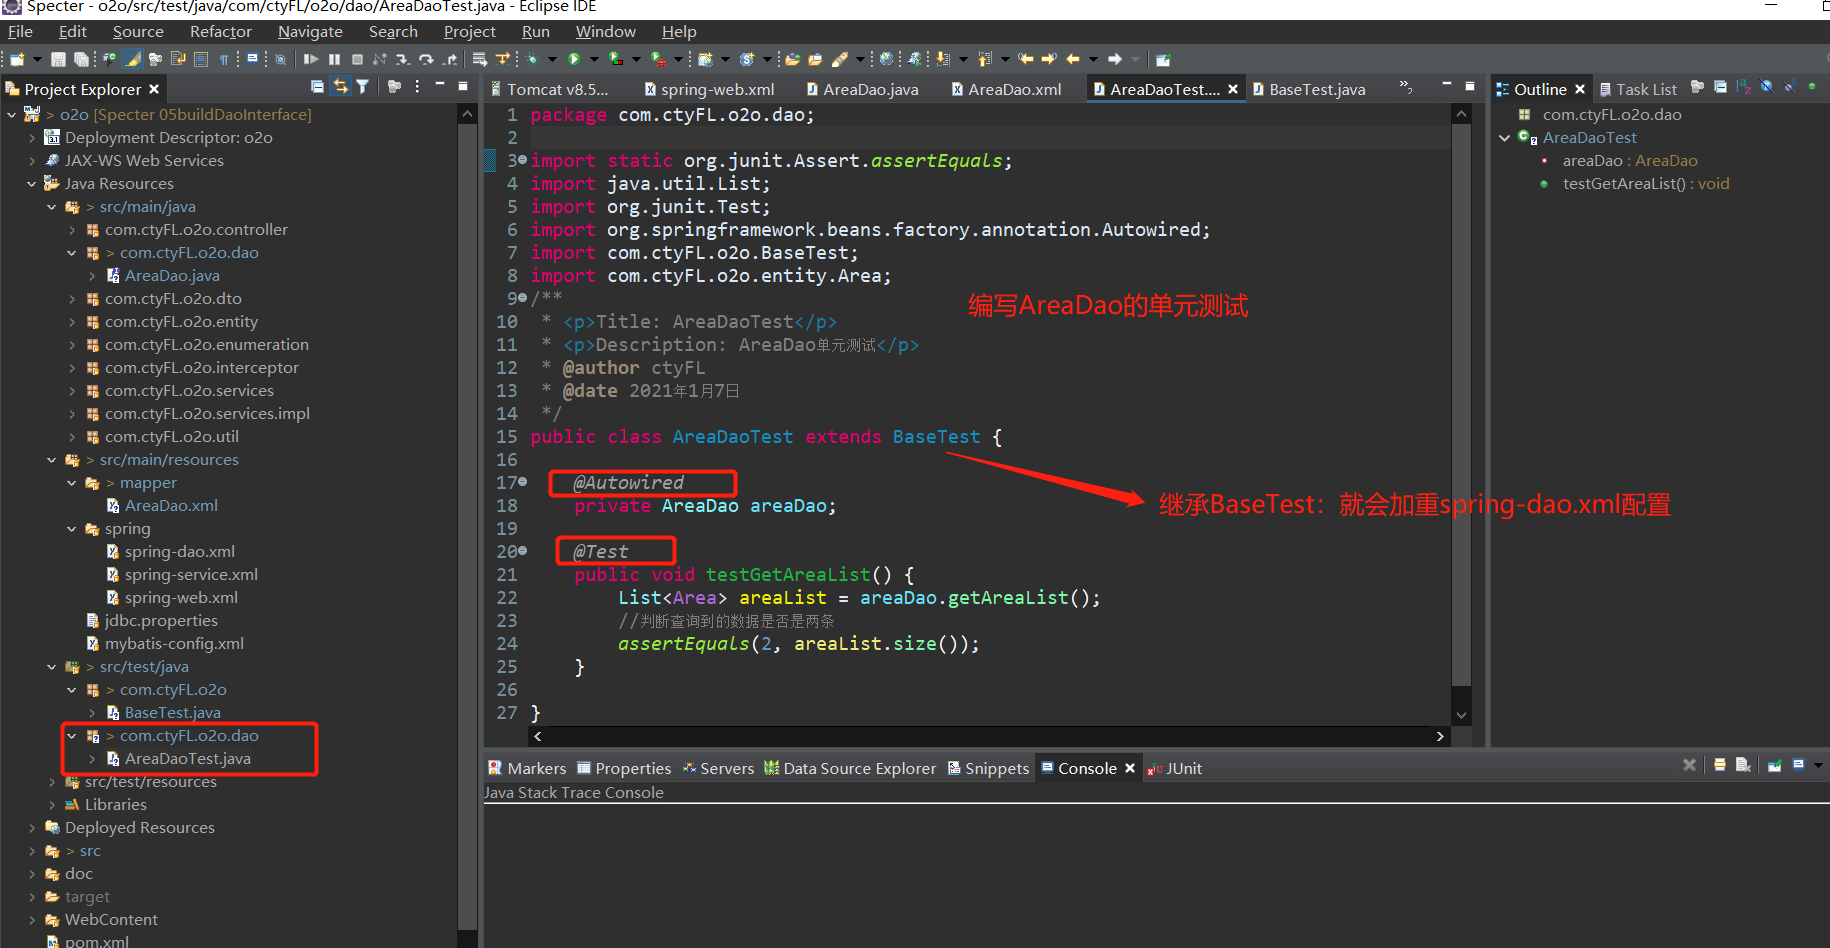 Specter - o2o/src/test/java/com/ctyFL/o2o/dao/AreaDaoTest.java - Eclipse IDE
File Edit Source Refactor Navigate Search Project Run Window Help
Project Explorer
> o2o [Specter 05buildDaoInterface]
Deployment Descriptor: o2o
JAX-WS Web Services
Java Resources
> src/main/java
com.ctyFL.o2o.controller
> com.ctyFL.o2o.dao
AreaDao.java
com.ctyFL.o2o.dto
com.ctyFL.o2o.entity
com.ctyFL.o2o.enumeration
com.ctyFL.o2o.interceptor
com.ctyFL.o2o.services
com.ctyFL.o2o.services.impl
com.ctyFL.o2o.util
> src/main/resources
> mapper
AreaDao.xml
spring
spring-dao.xml
spring-service.xml
spring-web.xml
jdbc.properties
mybatis-config.xml
> src/test/java
> com.ctyFL.o2o
BaseTest.java
> com.ctyFL.o2o.dao
AreaDaoTest.java
src/test/resources
Libraries
Deployed Resources
> src
doc
target
WebContent
pom.xml
Tomcat v8.5... spring-web.xml AreaDao.java AreaDao.xml AreaDaoTest.... BaseTest.java
1 package com.ctyFL.o2o.dao;
2
3 import static org.junit.Assert.assertEquals;
4 import java.util.List;
5 import org.junit.Test;
6 import org.springframework.beans.factory.annotation.Autowired;
7 import com.ctyFL.o2o.BaseTest;
8 import com.ctyFL.o2o.entity.Area;
9 /**
编写AreaDao的单元测试
10 * <p>Title: AreaDaoTest</p>
11 * <p>Description: AreaDao单元测试</p>
12 * @author ctyFL
13 * @date 2021年1月7日
14 */
15 public class AreaDaoTest extends BaseTest {
16
17 @Autowired
18 private AreaDao areaDao;
继承BaseTest：就会加重spring-dao.xml配置
19
20 @Test
21 public void testGetAreaList() {
22 List<Area> areaList = areaDao.getAreaList();
23 //判断查询到的数据是否是两条
24 assertEquals(2, areaList.size());
25 }
26
27 }
Outline Task List
com.ctyFL.o2o.dao
AreaDaoTest
areaDao : AreaDao
testGetAreaList() : void
Markers Properties Servers Data Source Explorer Snippets Console JUnit
Java Stack Trace Console